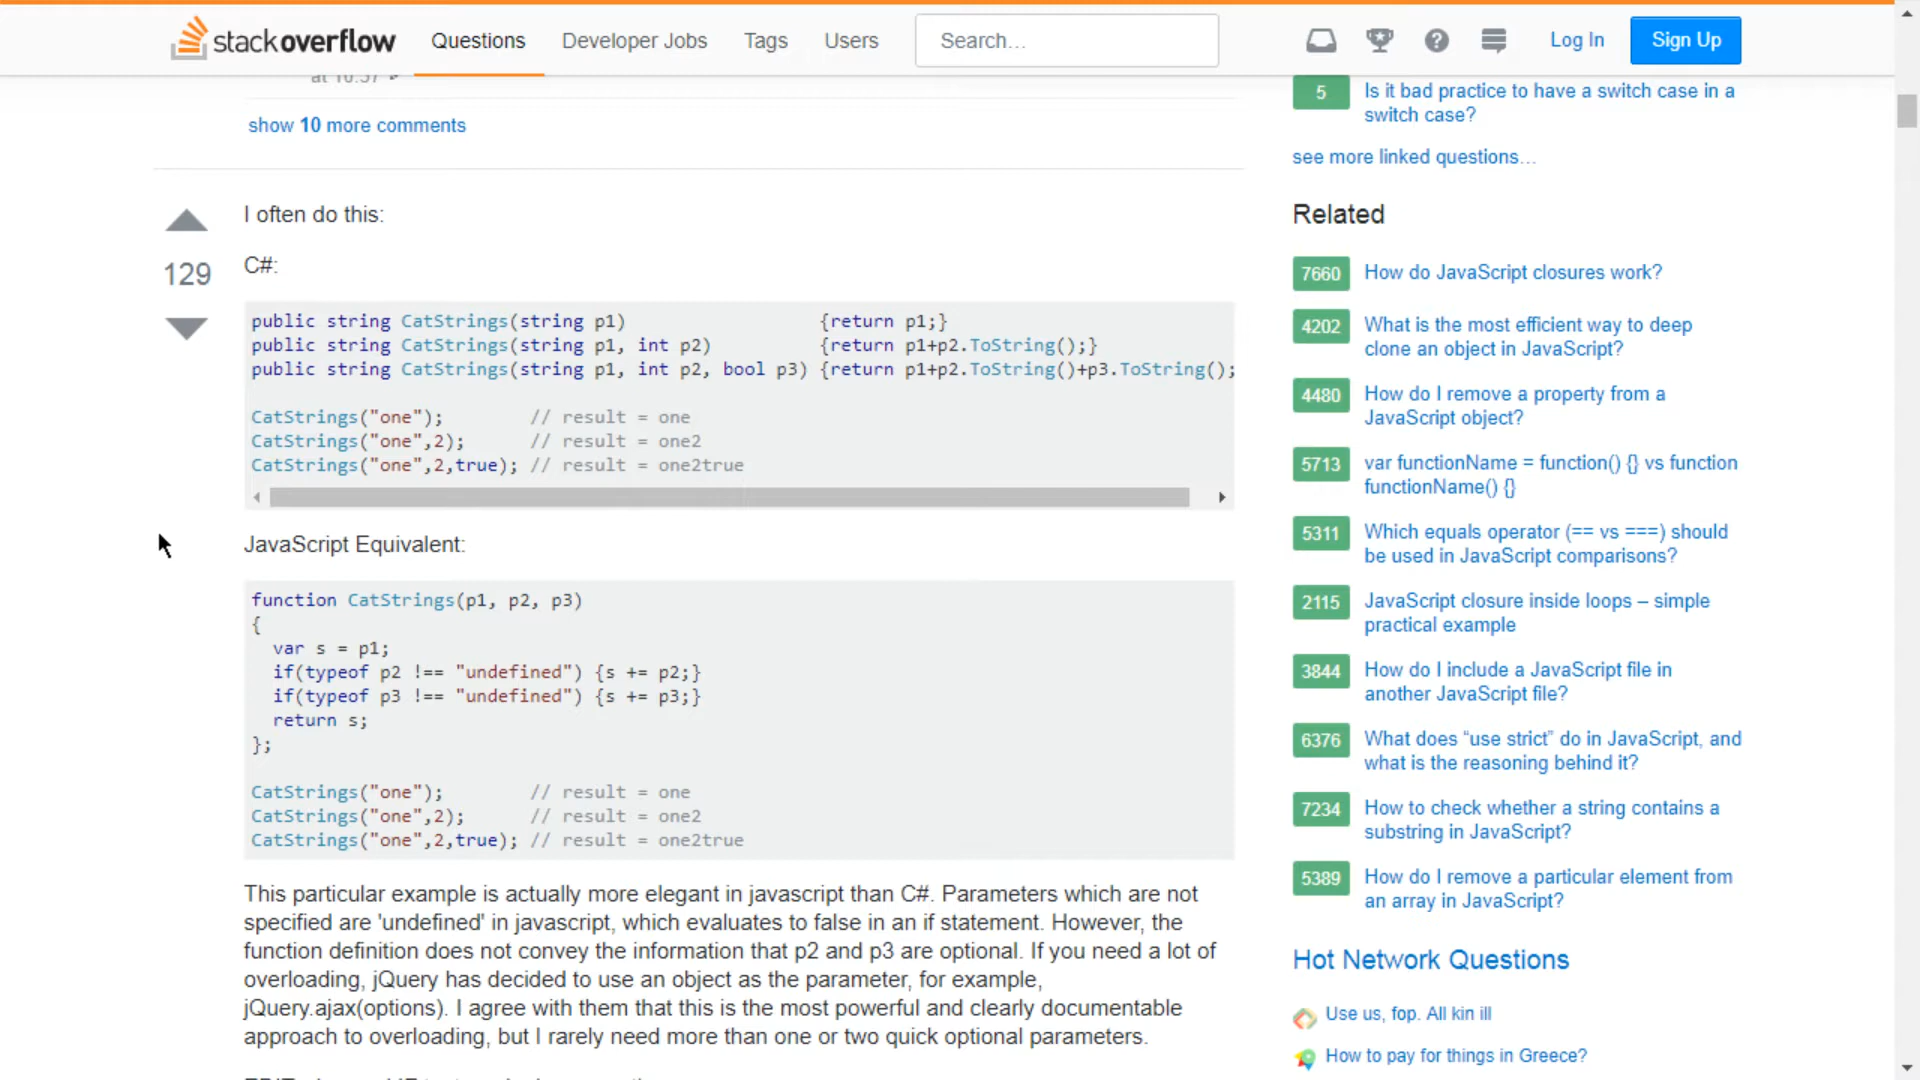 stackoverflow Questions Developer Jobs Tags Users Search... Log In Sign Up
show 10 more comments
I often do this:
129
C#:
public string CatStrings(string p1)                  {return p1;}
public string CatStrings(string p1, int p2)          {return p1+p2.ToString();}
public string CatStrings(string p1, int p2, bool p3) {return p1+p2.ToString()+p3.ToString();
CatStrings("one");        // result = one
CatStrings("one",2);      // result = one2
CatStrings("one",2,true); // result = one2true
JavaScript Equivalent:
function CatStrings(p1, p2, p3)
{
  var s = p1;
  if(typeof p2 !== "undefined") {s += p2;}
  if(typeof p3 !== "undefined") {s += p3;}
  return s;
};
CatStrings("one");        // result = one
CatStrings("one",2);      // result = one2
CatStrings("one",2,true); // result = one2true
This particular example is actually more elegant in javascript than C#. Parameters which are not
specified are 'undefined' in javascript, which evaluates to false in an if statement. However, the
function definition does not convey the information that p2 and p3 are optional. If you need a lot of
overloading, jQuery has decided to use an object as the parameter, for example,
jQuery.ajax(options). I agree with them that this is the most powerful and clearly documentable
approach to overloading, but I rarely need more than one or two quick optional parameters.
5 Is it bad practice to have a switch case in a
switch case?
see more linked questions…
Related
7660 How do JavaScript closures work?
4202 What is the most efficient way to deep
clone an object in JavaScript?
4480 How do I remove a property from a
JavaScript object?
5713 var functionName = function() {} vs function
functionName() {}
5311 Which equals operator (== vs ===) should
be used in JavaScript comparisons?
2115 JavaScript closure inside loops – simple
practical example
3844 How do I include a JavaScript file in
another JavaScript file?
6376 What does “use strict” do in JavaScript, and
what is the reasoning behind it?
7234 How to check whether a string contains a
substring in JavaScript?
5389 How do I remove a particular element from
an array in JavaScript?
Hot Network Questions
Use us, fop. All kin ill
How to pay for things in Greece?